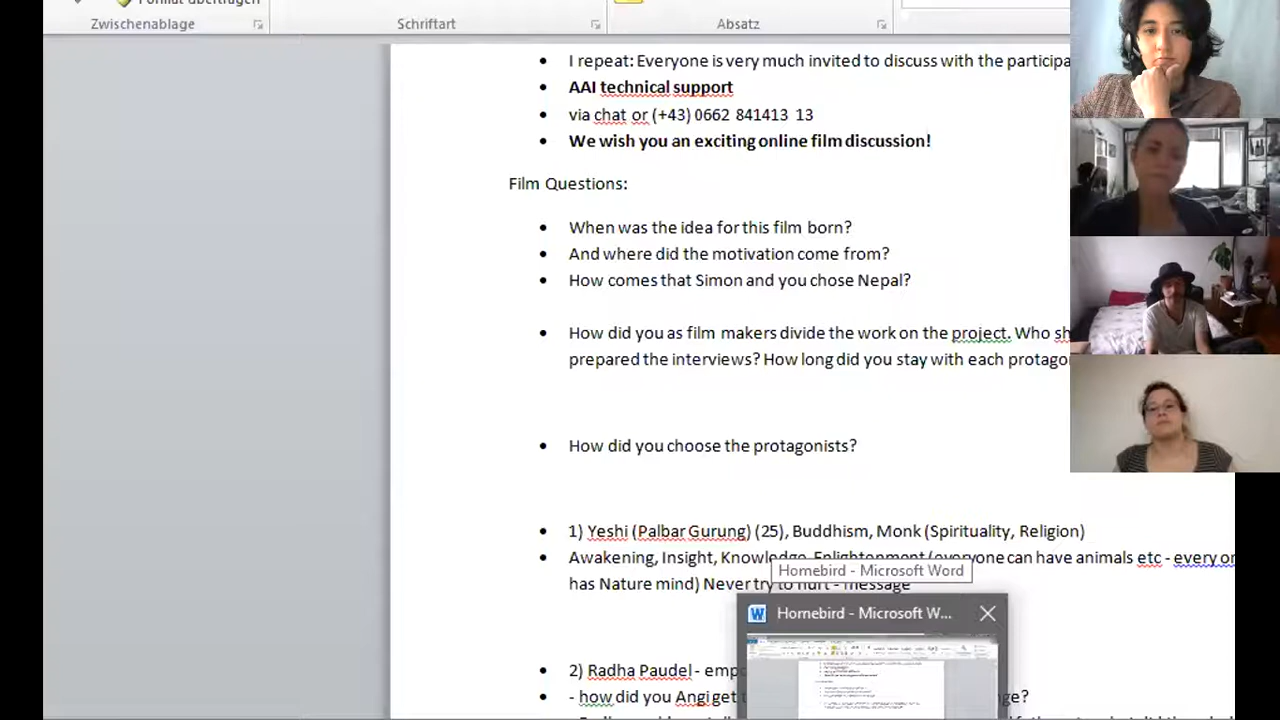 Format übertragen
Zwischenablage
Schriftart
Absatz
I repeat: Everyone is very much invited to discuss with the
AAI technical support
via chat or (+43) 0662 841413 13
We wish you an exciting online film discussion!
Film Questions:
When was the idea for this film born?
And where did the motivation come from?
How comes that Simon and you chose Nepal?
How did you as film makers divide the work on the project. Who
prepared the interviews? How long did you stay with each
How did you choose the protagonists?
1) Yeshi (Palbar Gurung) (25), Buddhism, Monk (Spirituality, Religion)
Awakening, Insight, Knowledge, Enlightenment (everyone can have animals etc - every
Homebird - Microsoft Word
has Nature mind) Never try to hurt - message
Homebird - Microsoft W...
2) Radha Paudel -
how did you Angi get